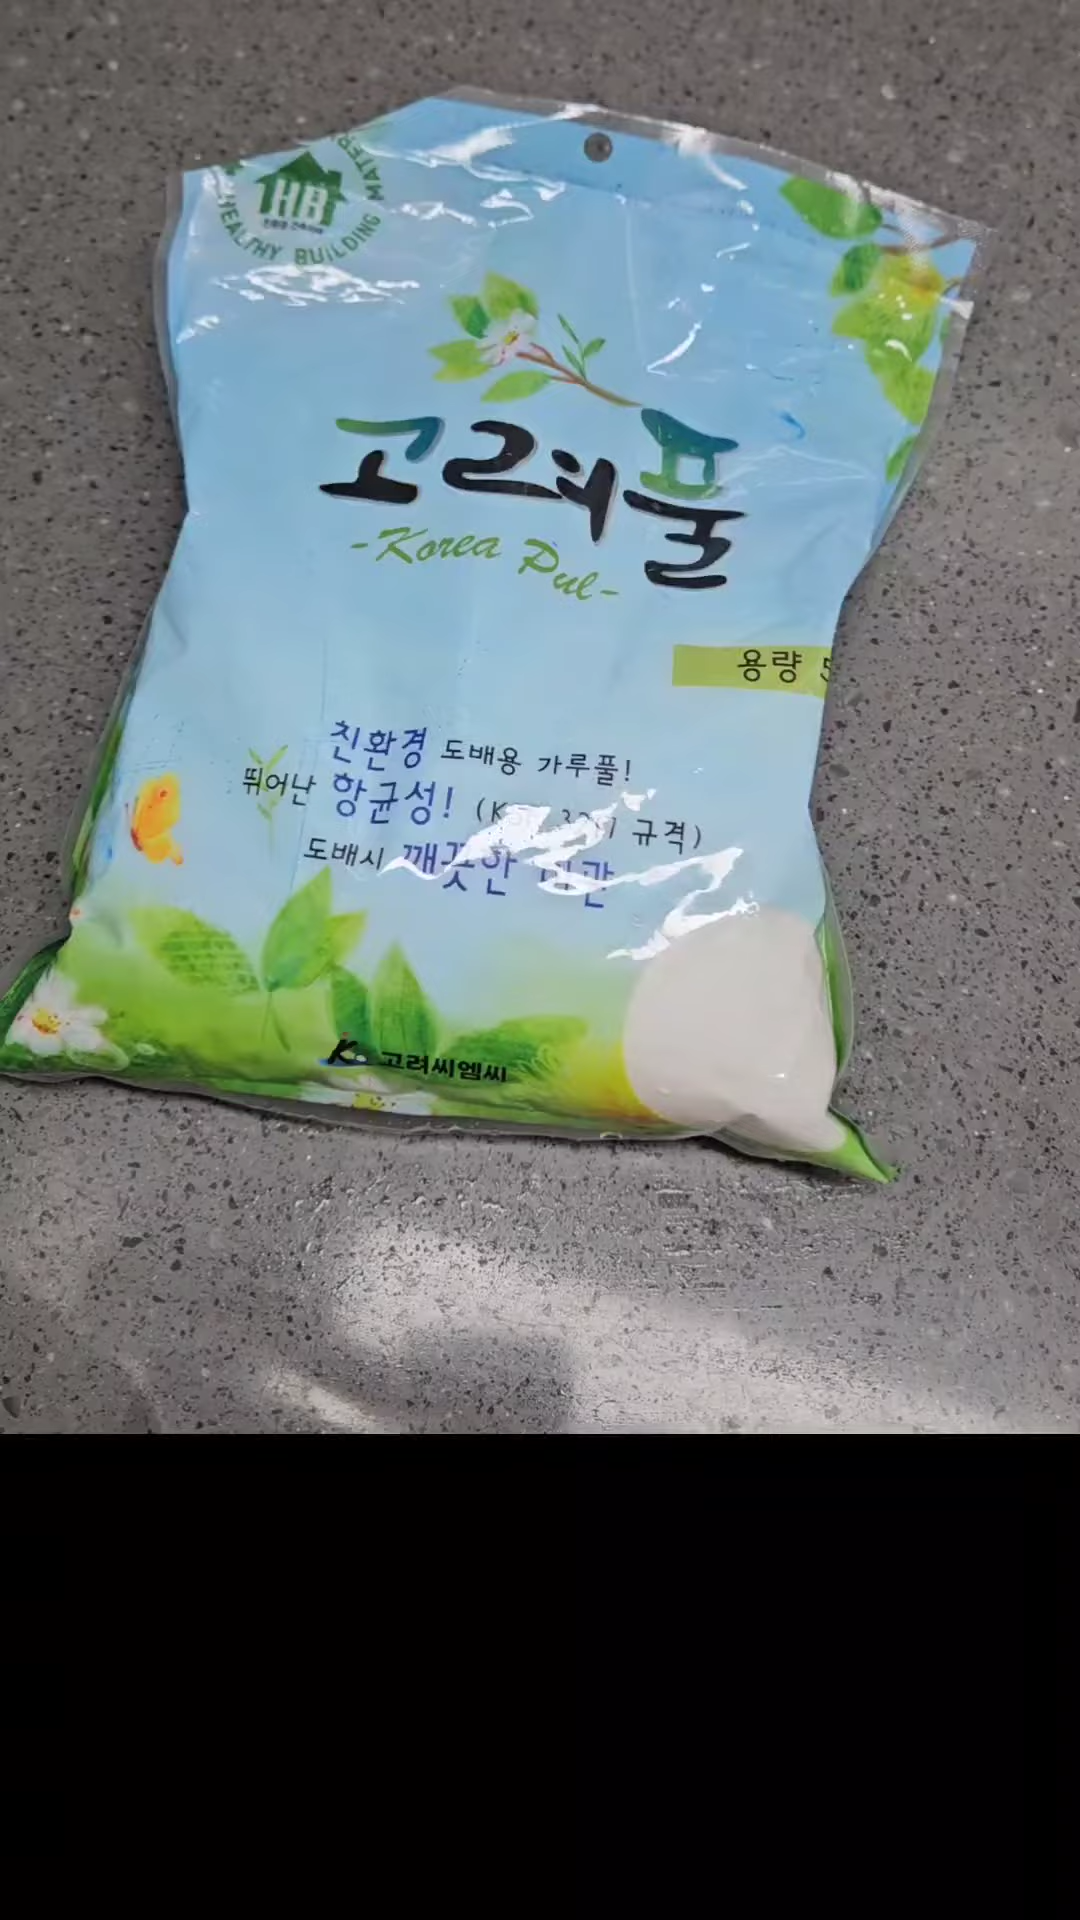 HB
HEALTHY BUILDING MATER
고려풀
-Korea Pul-
용량 5
친환경 도배용 가루풀!
뛰어난 항균성! ( 규격)
도배시 깨끗한
고려씨엠씨